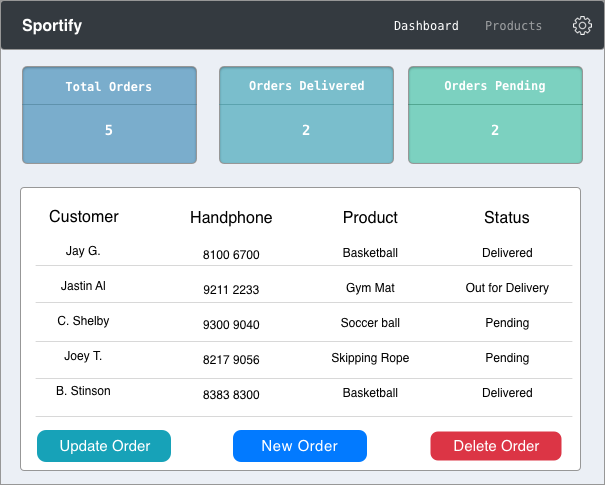 Sportify Dashboard Products
Total Orders Orders Delivered Orders Pending
5 2 2
Customer Handphone Product Status
Jay G. 8100 6700 Basketball Delivered
Jastin Al 9211 2233 Gym Mat Out for Delivery
C. Shelby 9300 9040 Soccer ball Pending
Joey T. 8217 9056 Skipping Rope Pending
B. Stinson 8383 8300 Basketball Delivered
Update Order New Order Delete Order